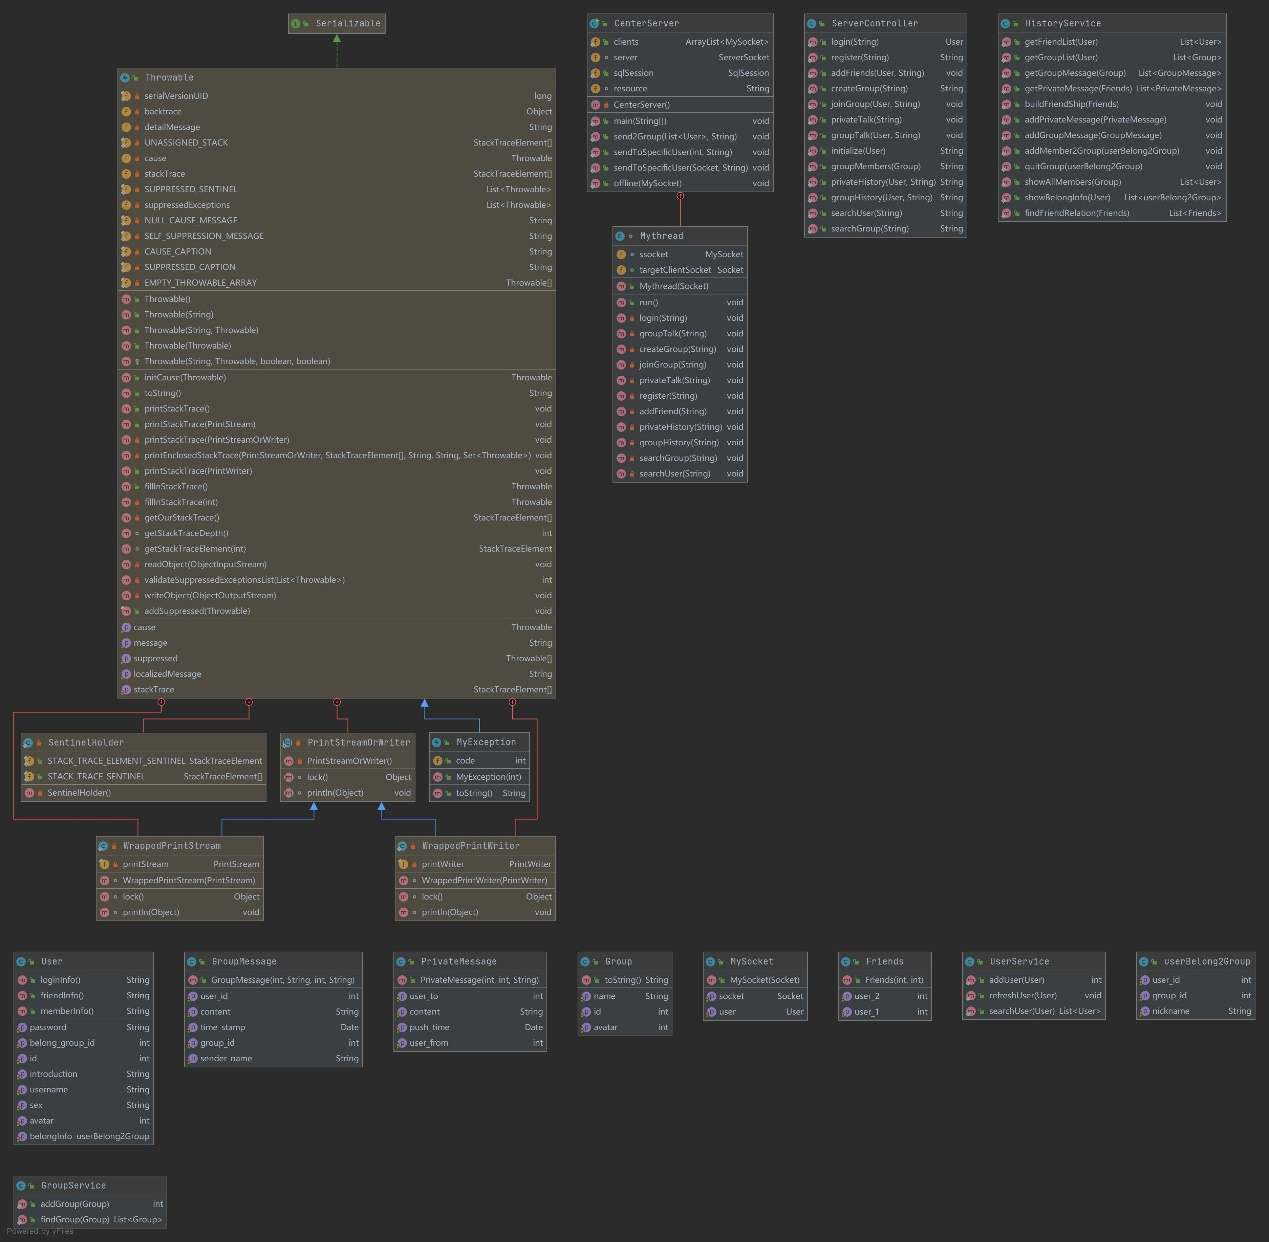 Serializable
Throwable
serialVersionUID long
backtrace Object
detailMessage String
UNASSIGNED_STACK StackTraceElement[]
cause Throwable
stackTrace StackTraceElement[]
SUPPRESSED_SENTINEL List<Throwable>
suppressedExceptions List<Throwable>
NULL_CAUSE_MESSAGE String
SELF_SUPPRESSION_MESSAGE String
CAUSE_CAPTION String
SUPPRESSED_CAPTION String
EMPTY_THROWABLE_ARRAY Throwable[]
Throwable()
Throwable(String)
Throwable(String, Throwable)
Throwable(Throwable)
Throwable(String, Throwable, boolean, boolean)
initCause(Throwable) Throwable
toString() String
printStackTrace() void
printStackTrace(PrintStream) void
printStackTrace(PrintStreamOrWriter) void
printEnclosedStackTrace(PrintStreamOrWriter, StackTraceElement[], String, String, Set<Throwable>) void
printStackTrace(PrintWriter) void
fillInStackTrace() Throwable
fillInStackTrace(int) Throwable
getOurStackTrace() StackTraceElement[]
getStackTraceDepth() int
getStackTraceElement(int) StackTraceElement
readObject(ObjectInputStream) void
validateSuppressedExceptionsList(List<Throwable>) int
writeObject(ObjectOutputStream) void
addSuppressed(Throwable) void
cause Throwable
message String
suppressed Throwable[]
localizedMessage String
stackTrace StackTraceElement[]
CenterServer
clients ArrayList<MySocket>
server ServerSocket
sqlSession SqlSession
resource String
CenterServer()
main(String[]) void
send2Group(List<User>, String) void
sendToSpecificUser(int, String) void
sendToSpecificUser(Socket, String) void
offline(MySocket) void
Mythread
ssocket MySocket
targetClientSocket Socket
Mythread(Socket)
run() void
login(String) void
groupTalk(String) void
createGroup(String) void
joinGroup(String) void
privateTalk(String) void
register(String) void
addFriend(String) void
privateHistory(String) void
groupHistory(String) void
searchGroup(String) void
searchUser(String) void
ServerController
login(String) User
register(String) String
addFriends(User, String) void
createGroup(String) String
joinGroup(User, String) void
privateTalk(String) void
groupTalk(User, String) void
initialize(User) String
groupMembers(Group) String
privateHistory(User, String) String
groupHistory(User, String) String
searchUser(String) String
searchGroup(String) String
HistoryService
getFriendList(User) List<User>
getGroupList(User) List<Group>
getGroupMessage(Group) List<GroupMessage>
getPrivateMessage(Friends) List<PrivateMessage>
buildFriendShip(Friends) void
addPrivateMessage(PrivateMessage) void
addGroupMessage(GroupMessage) void
addMember2Group(userBelong2Group) void
quitGroup(userBelong2Group) void
showAllMembers(Group) List<User>
showBelongInfo(User) List<userBelong2Group>
findFriendRelation(Friends) List<Friends>
SentinelHolder
STACK_TRACE_ELEMENT_SENTINEL StackTraceElement
STACK_TRACE_SENTINEL StackTraceElement[]
SentinelHolder()
PrintStreamOrWriter
PrintStreamOrWriter()
lock() Object
println(Object) void
MyException
code int
MyException(int)
toString() String
WrappedPrintStream
printStream PrintStream
WrappedPrintStream(PrintStream)
lock() Object
println(Object) void
WrappedPrintWriter
printWriter PrintWriter
WrappedPrintWriter(PrintWriter)
lock() Object
println(Object) void
User
loginInfo() String
friendInfo() String
memberInfo() String
password String
belong_group_id int
id int
introduction String
username String
sex String
avatar int
belongInfo userBelong2Group
GroupMessage
GroupMessage(int, String, int, String)
user_id int
content String
time_stamp Date
group_id int
sender_name String
PrivateMessage
PrivateMessage(int, int, String)
user_to int
content String
push_time Date
user_from int
Group
toString() String
name String
id int
avatar int
MySocket
MySocket(Socket)
socket Socket
user User
Friends
Friends(int, int)
user_2 int
user_1 int
UserService
addUser(User) int
refreshUser(User) void
searchUser(User) List<User>
userBelong2Group
user_id int
group_id int
nickname String
GroupService
addGroup(Group) int
findGroup(Group) List<Group>
Powered by yFiles